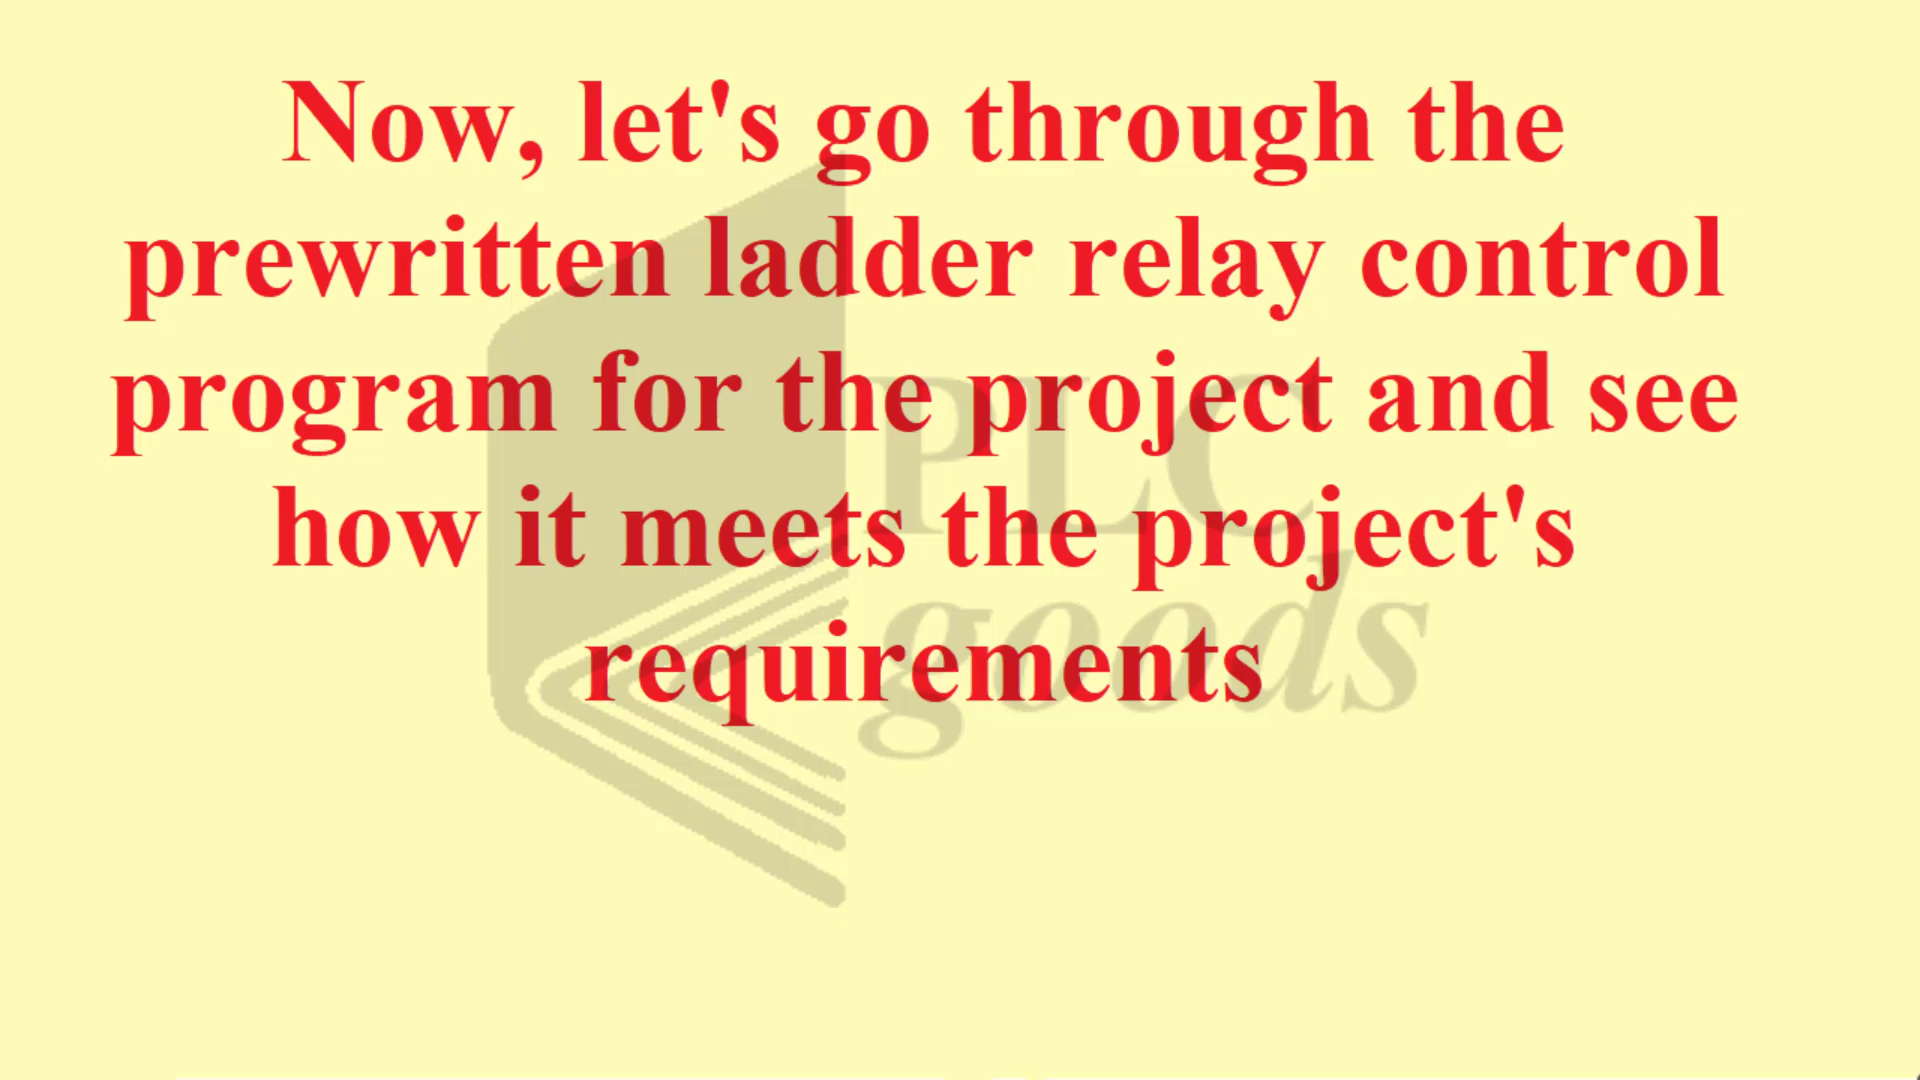 Now, let's go through the
prewritten ladder relay control
program for the project and see
how it meets the project's
requirements
PLC
goods